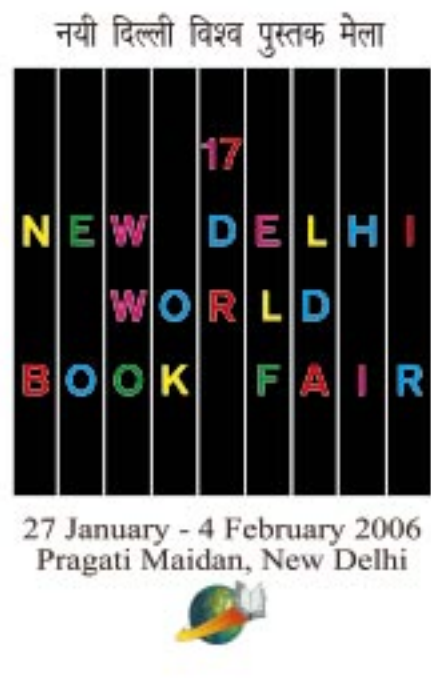 नयी दिल्ली विश्व पुस्तक मेला
17
NEW DELHI
WORLD
BOOK FAIR
27 January - 4 February 2006
Pragati Maidan, New Delhi